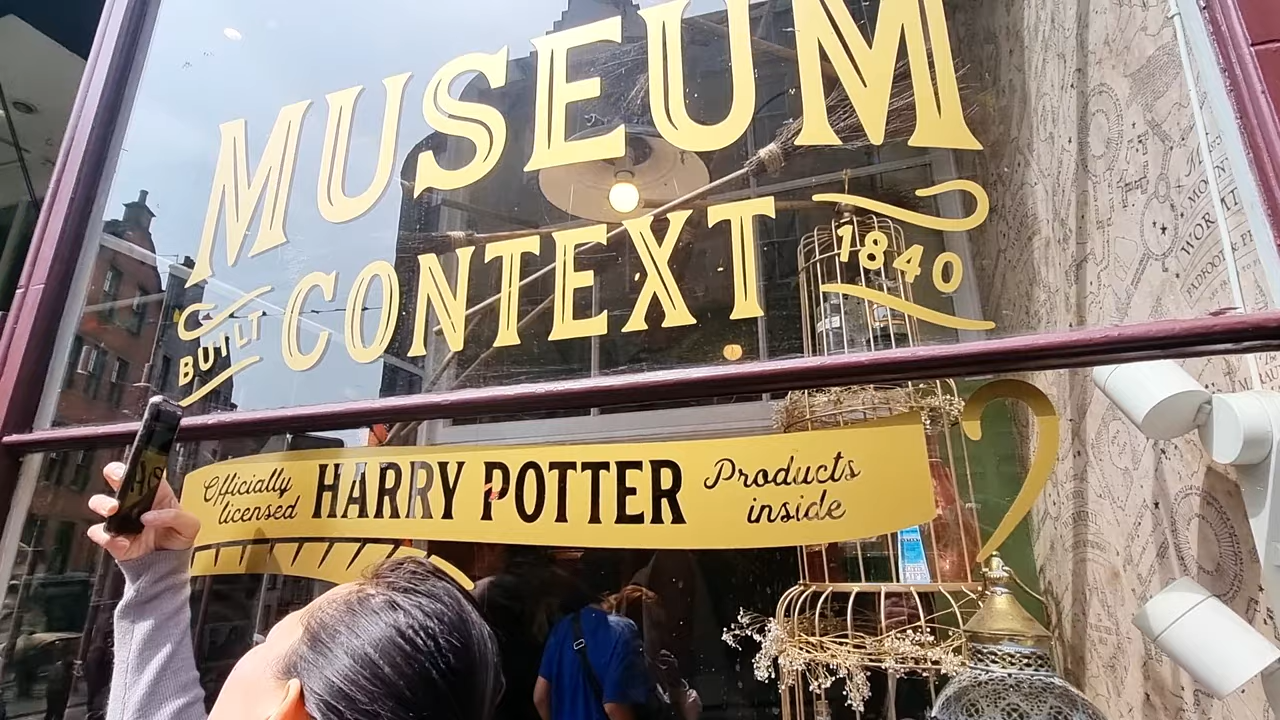 MUSEUM
CONTEXT
BUILT
1840
Officially
licensed
HARRY POTTER
Products
inside